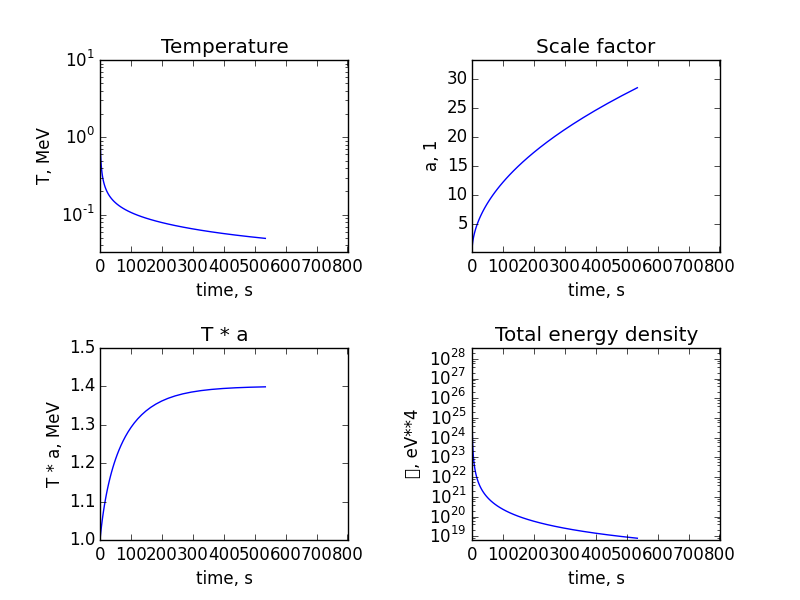 Temperature
10^1
10^0
10^-1
T, MeV
0 100 200 300 400 500 600 700 800
time, s
Scale factor
30
25
20
15
10
5
a, 1
0 100 200 300 400 500 600 700 800
time, s
T * a
1.5
1.4
1.3
1.2
1.1
1.0
T * a, MeV
0 100 200 300 400 500 600 700 800
time, s
Total energy density
10^28
10^27
10^26
10^25
10^24
10^23
10^22
10^21
10^20
10^19
▯, eV**4
0 100 200 300 400 500 600 700 800
time, s